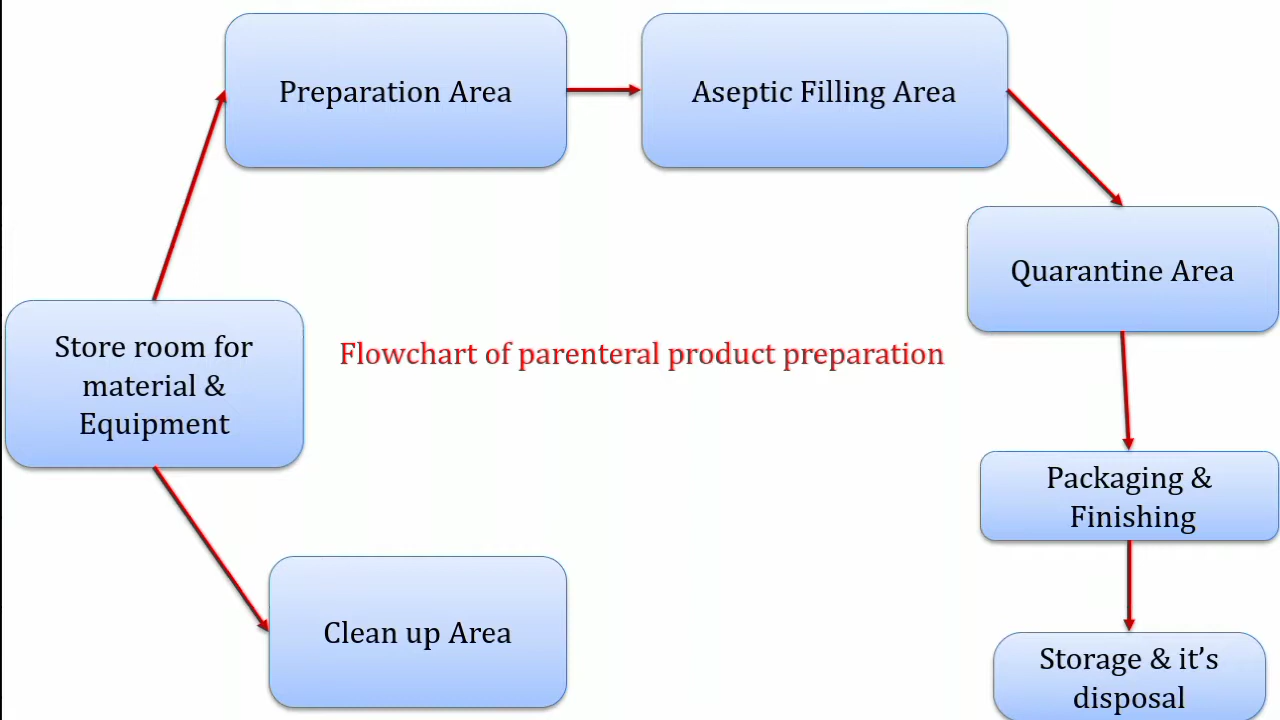 Preparation Area
Aseptic Filling Area
Quarantine Area
Store room for
material &
Equipment
Flowchart of parenteral product preparation
Packaging &
Finishing
Clean up Area
Storage & it’s
disposal